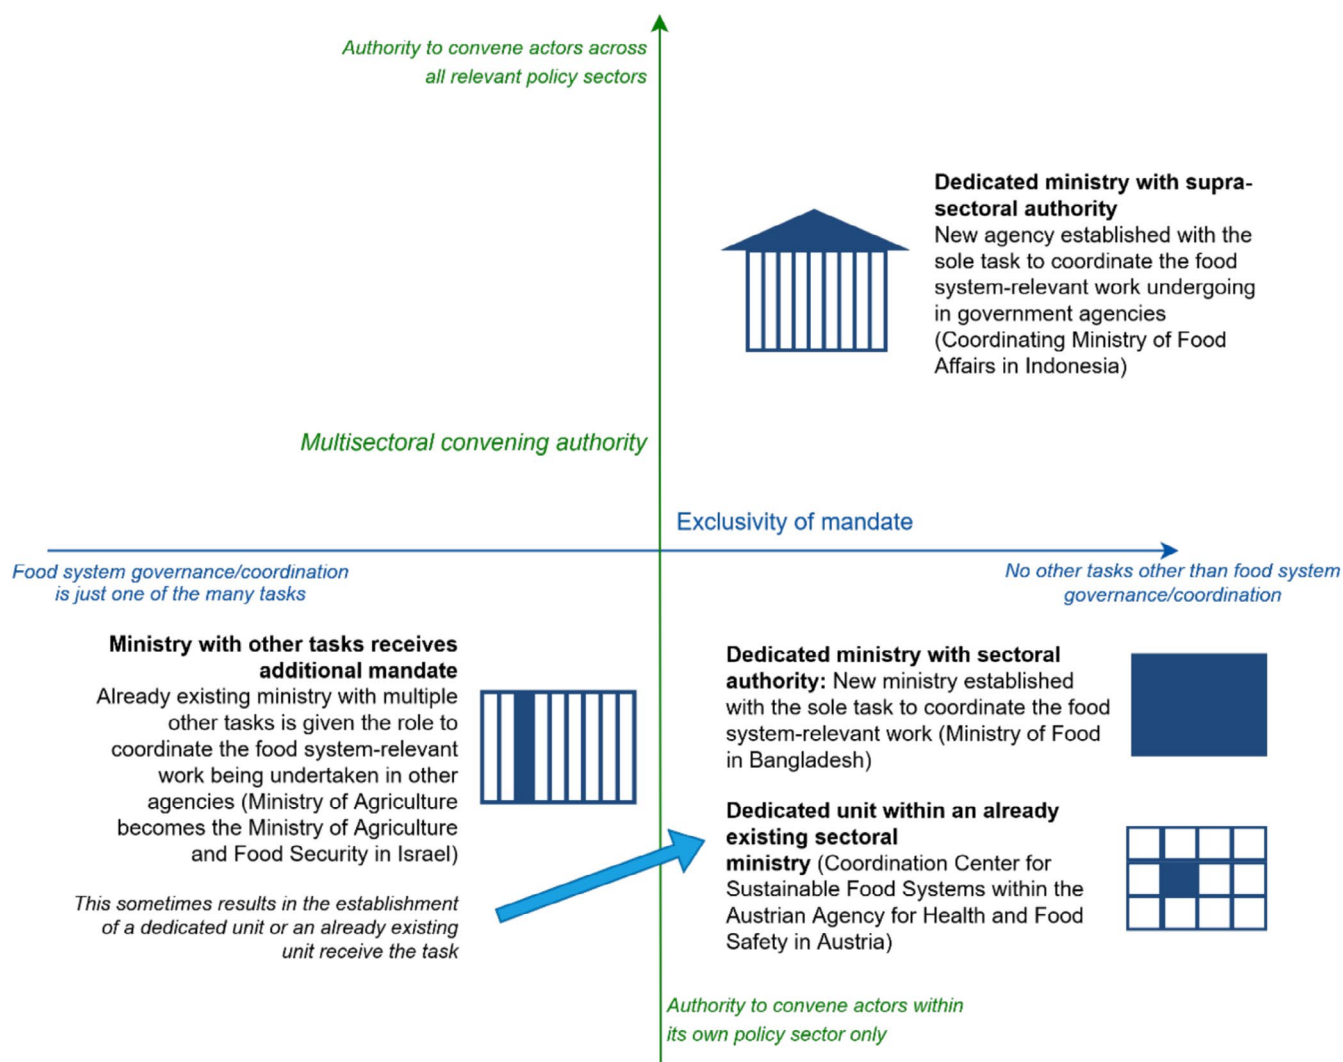 Authority to convene actors across
all relevant policy sectors
Dedicated ministry with supra-
sectoral authority
New agency established with the
sole task to coordinate the food
system-relevant work undergoing
in government agencies
(Coordinating Ministry of Food
Affairs in Indonesia)
Multisectoral convening authority
Exclusivity of mandate
Food system governance/coordination
is just one of the many tasks
No other tasks other than food system
governance/coordination
Ministry with other tasks receives
additional mandate
Already existing ministry with multiple
other tasks is given the role to
coordinate the food system-relevant
work being undertaken in other
agencies (Ministry of Agriculture
becomes the Ministry of Agriculture
and Food Security in Israel)
This sometimes results in the establishment
of a dedicated unit or an already existing
unit receive the task
Dedicated ministry with sectoral
authority: New ministry established
with the sole task to coordinate the food
system-relevant work (Ministry of Food
in Bangladesh)
Dedicated unit within an already
existing sectoral
ministry (Coordination Center for
Sustainable Food Systems within the
Austrian Agency for Health and Food
Safety in Austria)
Authority to convene actors within
its own policy sector only